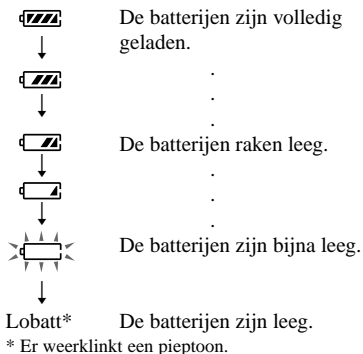 De batterijen zijn volledig
geladen.
.
.
.
De batterijen raken leeg.
.
.
.
De batterijen zijn bijna leeg.
Lobatt* De batterijen zijn leeg.
* Er weerklinkt een pieptoon.